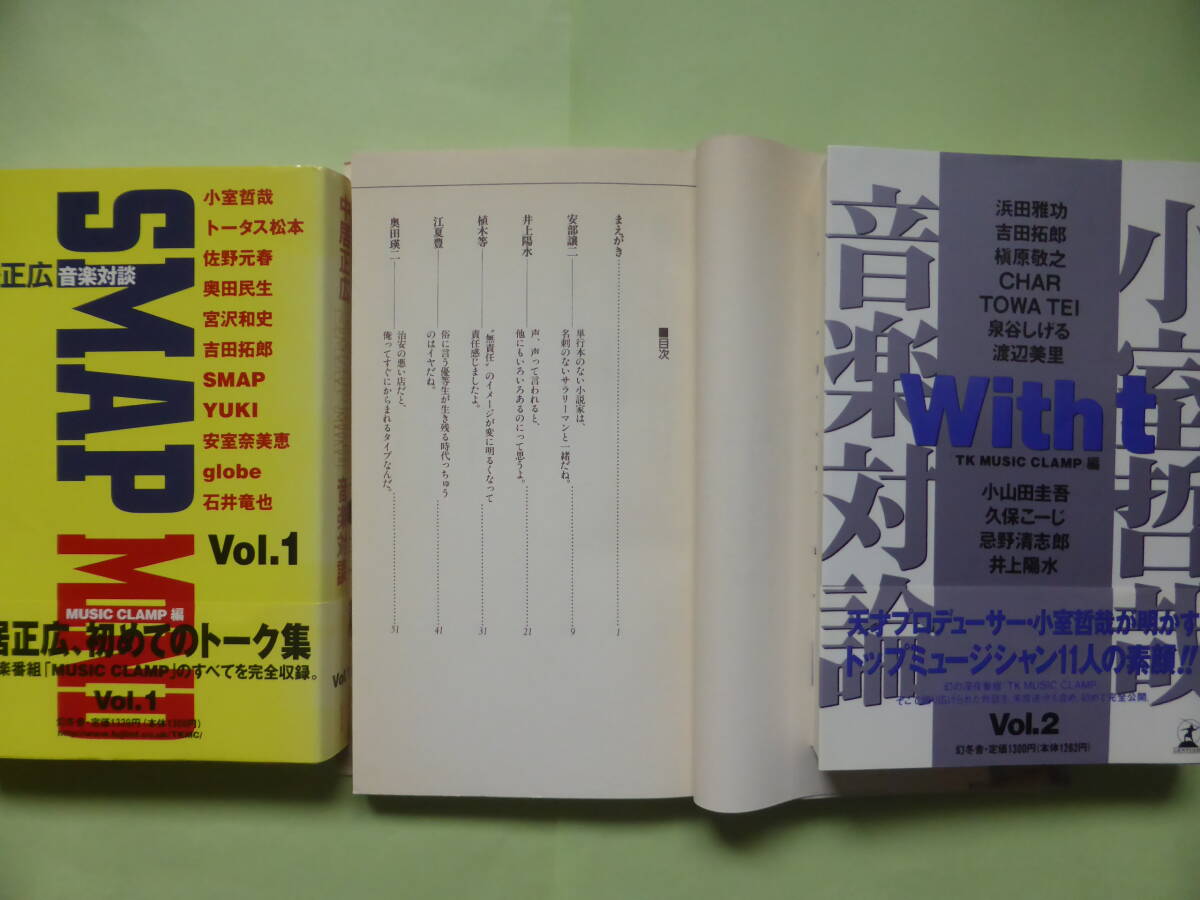 小室哲哉
トータス松本
佐野元春
奥田民生
宮沢和史
吉田拓郎
SMAP
YUKI
安室奈美恵
globe
石井竜也
正広 音楽対談
SMAP
Vol.1
MUSIC CLAMP 編
居正広、初めてのトーク集
楽番組「MUSIC CLAMP」のすべてを完全収録。
Vol.1
幻冬舎・定価1339円(本体1300円)
中居正広
音楽対談
■目次
まえがき 1
安部譲二 単行本のない小説家は、
名刺のないサラリーマンと一緒だね。 9
井上陽水 声、声って言われると、
他にもいろいろあるのにって思うよ。 21
植木等 “無責任”のイメージが変に明るくなって
責任感じましたよ。 31
江夏豊 俗に言う優等生が生き残る時代っちゅう
のはイヤだね。 41
奥田瑛二 治安の悪い店だと、
俺ってすぐにからまれるタイプなんだ。 51
小室哲哉
音楽対論
浜田雅功
吉田拓郎
槇原敬之
CHAR
TOWA TEI
泉谷しげる
渡辺美里
With t
TK MUSIC CLAMP 編
小山田圭吾
久保こーじ
忌野清志郎
井上陽水
天才プロデューサー・小室哲哉が明かす
トップミュージシャン11人の素顔!!
幻の深夜番組「TK MUSIC CLAMP」
Vol.2
幻冬舎・定価1300円(本体1262円)